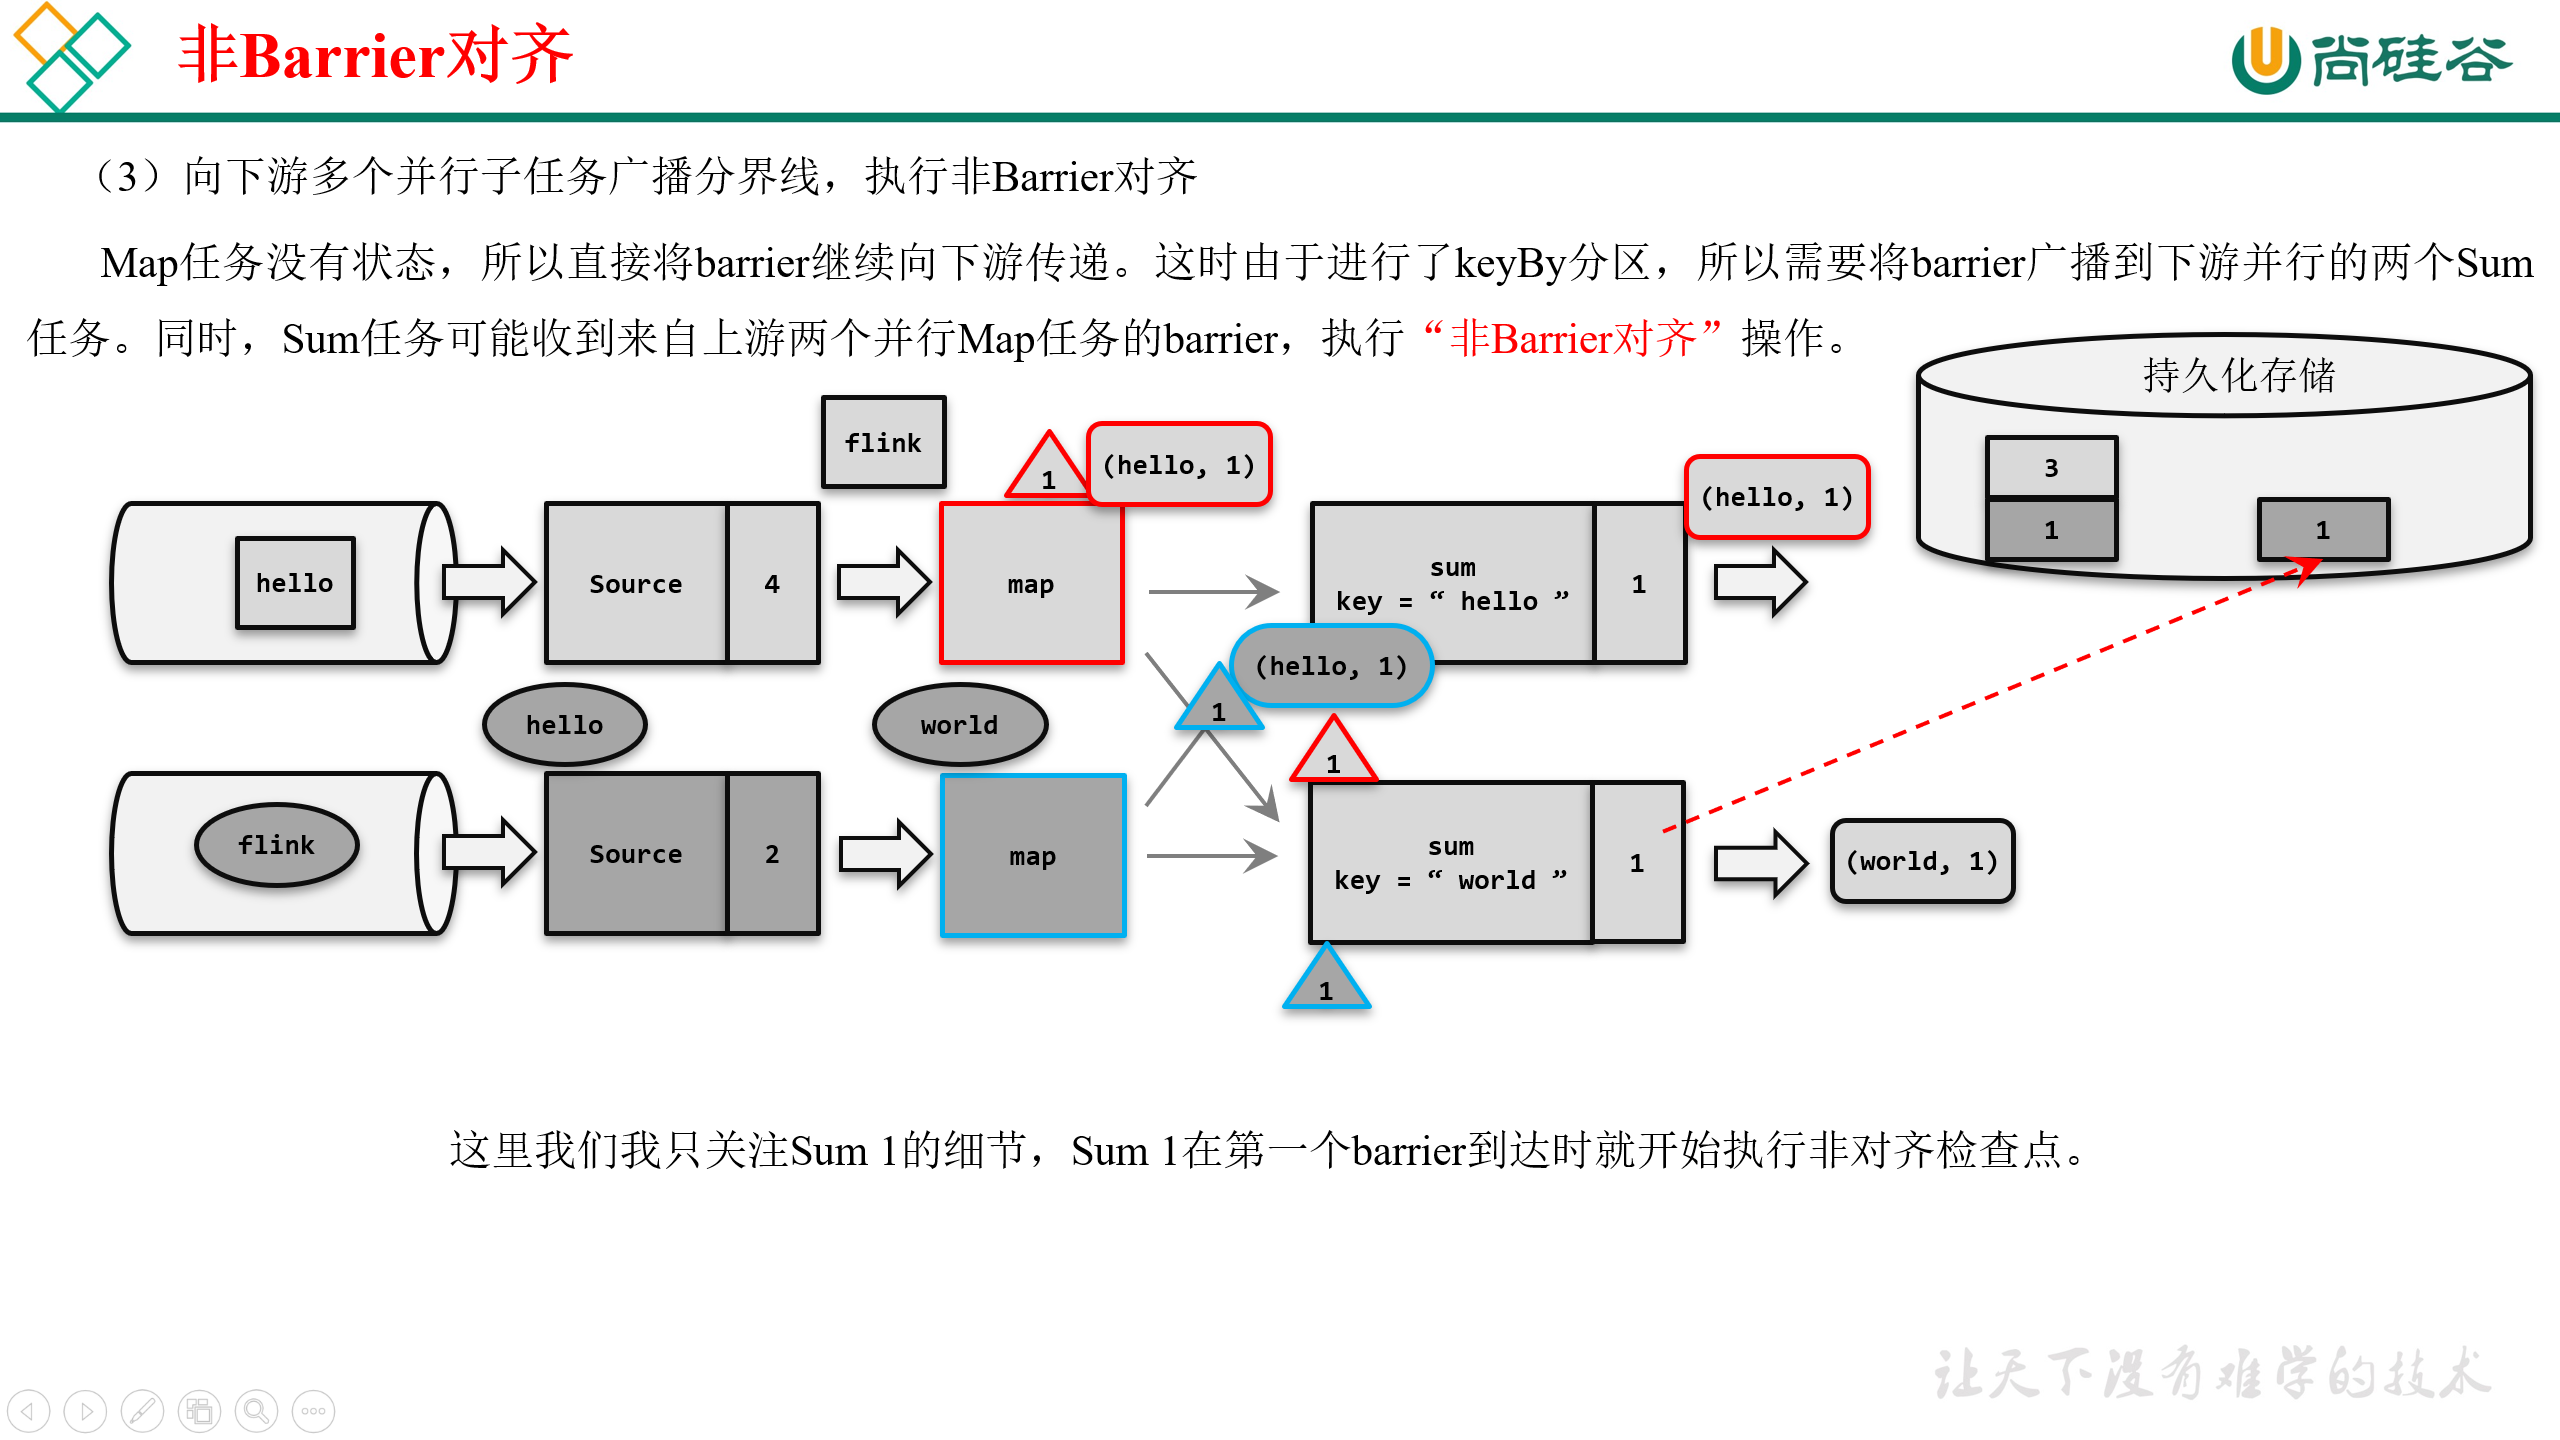 非Barrier对齐
尚硅谷
（3）向下游多个并行子任务广播分界线，执行非Barrier对齐
Map任务没有状态，所以直接将barrier继续向下游传递。这时由于进行了keyBy分区，所以需要将barrier广播到下游并行的两个Sum
任务。同时，Sum任务可能收到来自上游两个并行Map任务的barrier，执行“非Barrier对齐”操作。
持久化存储
flink
1
(hello, 1)
(hello, 1)
3
1
1
hello
Source
4
map
sum
key = “ hello ”
1
(hello, 1)
1
hello
world
1
flink
Source
2
map
sum
key = “ world ”
1
(world, 1)
1
这里我们我只关注Sum 1的细节，Sum 1在第一个barrier到达时就开始执行非对齐检查点。
让天下没有难学的技术